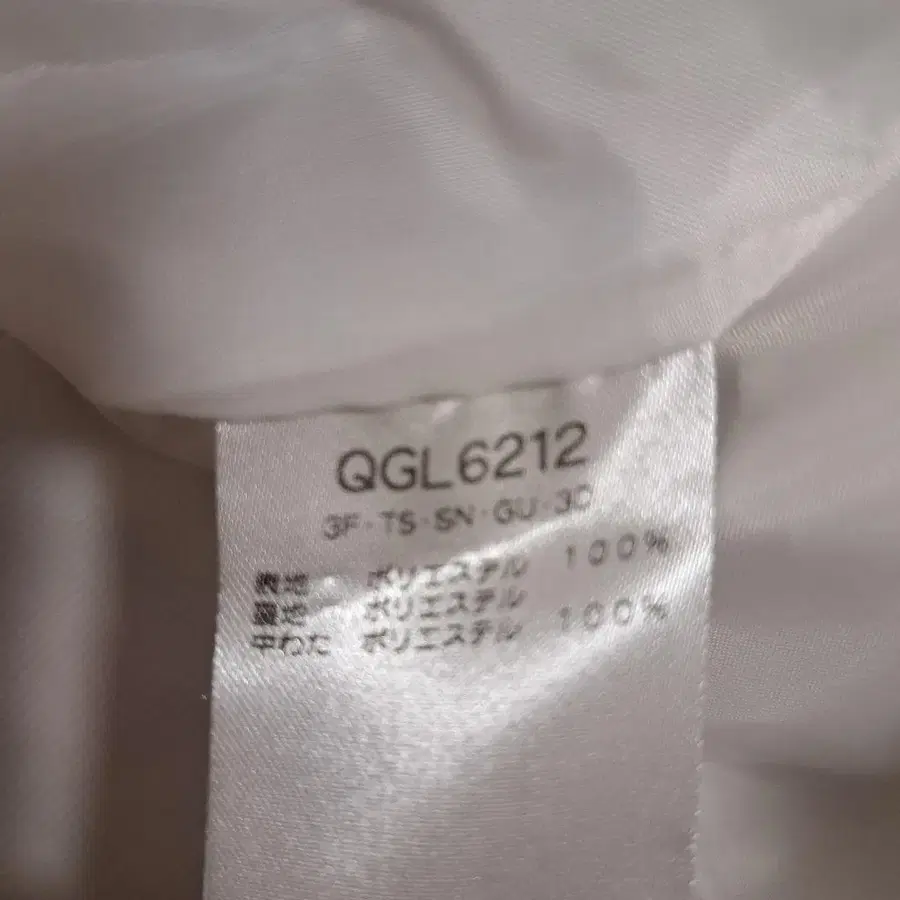 QGL6212
3F・TS・SN・GU・3D
表地 ポリエステル 100%
裏地 ポリエステル
中わた ポリエステル 100%